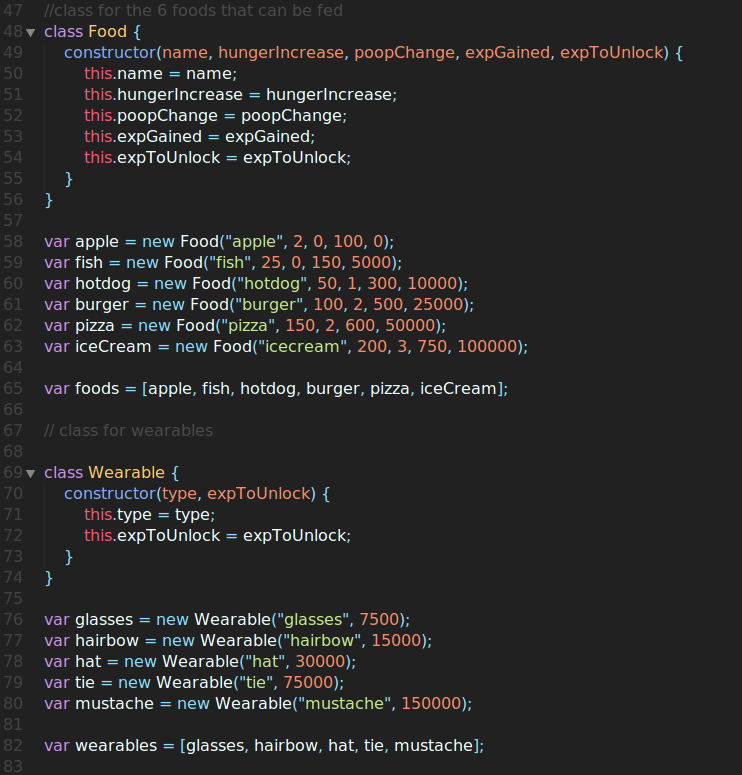 47 //class for the 6 foods that can be fed
48 class Food {
49 constructor(name, hungerIncrease, poopChange, expGained, expToUnlock) {
50 this.name = name;
51 this.hungerIncrease = hungerIncrease;
52 this.poopChange = poopChange;
53 this.expGained = expGained;
54 this.expToUnlock = expToUnlock;
55 }
56 }
57
58 var apple = new Food("apple", 2, 0, 100, 0);
59 var fish = new Food("fish", 25, 0, 150, 5000);
60 var hotdog = new Food("hotdog", 50, 1, 300, 10000);
61 var burger = new Food("burger", 100, 2, 500, 25000);
62 var pizza = new Food("pizza", 150, 2, 600, 50000);
63 var iceCream = new Food("icecream", 200, 3, 750, 100000);
64
65 var foods = [apple, fish, hotdog, burger, pizza, iceCream];
66
67 // class for wearables
68
69 class Wearable {
70 constructor(type, expToUnlock) {
71 this.type = type;
72 this.expToUnlock = expToUnlock;
73 }
74 }
75
76 var glasses = new Wearable("glasses", 7500);
77 var hairbow = new Wearable("hairbow", 15000);
78 var hat = new Wearable("hat", 30000);
79 var tie = new Wearable("tie", 75000);
80 var mustache = new Wearable("mustache", 150000);
81
82 var wearables = [glasses, hairbow, hat, tie, mustache];
83